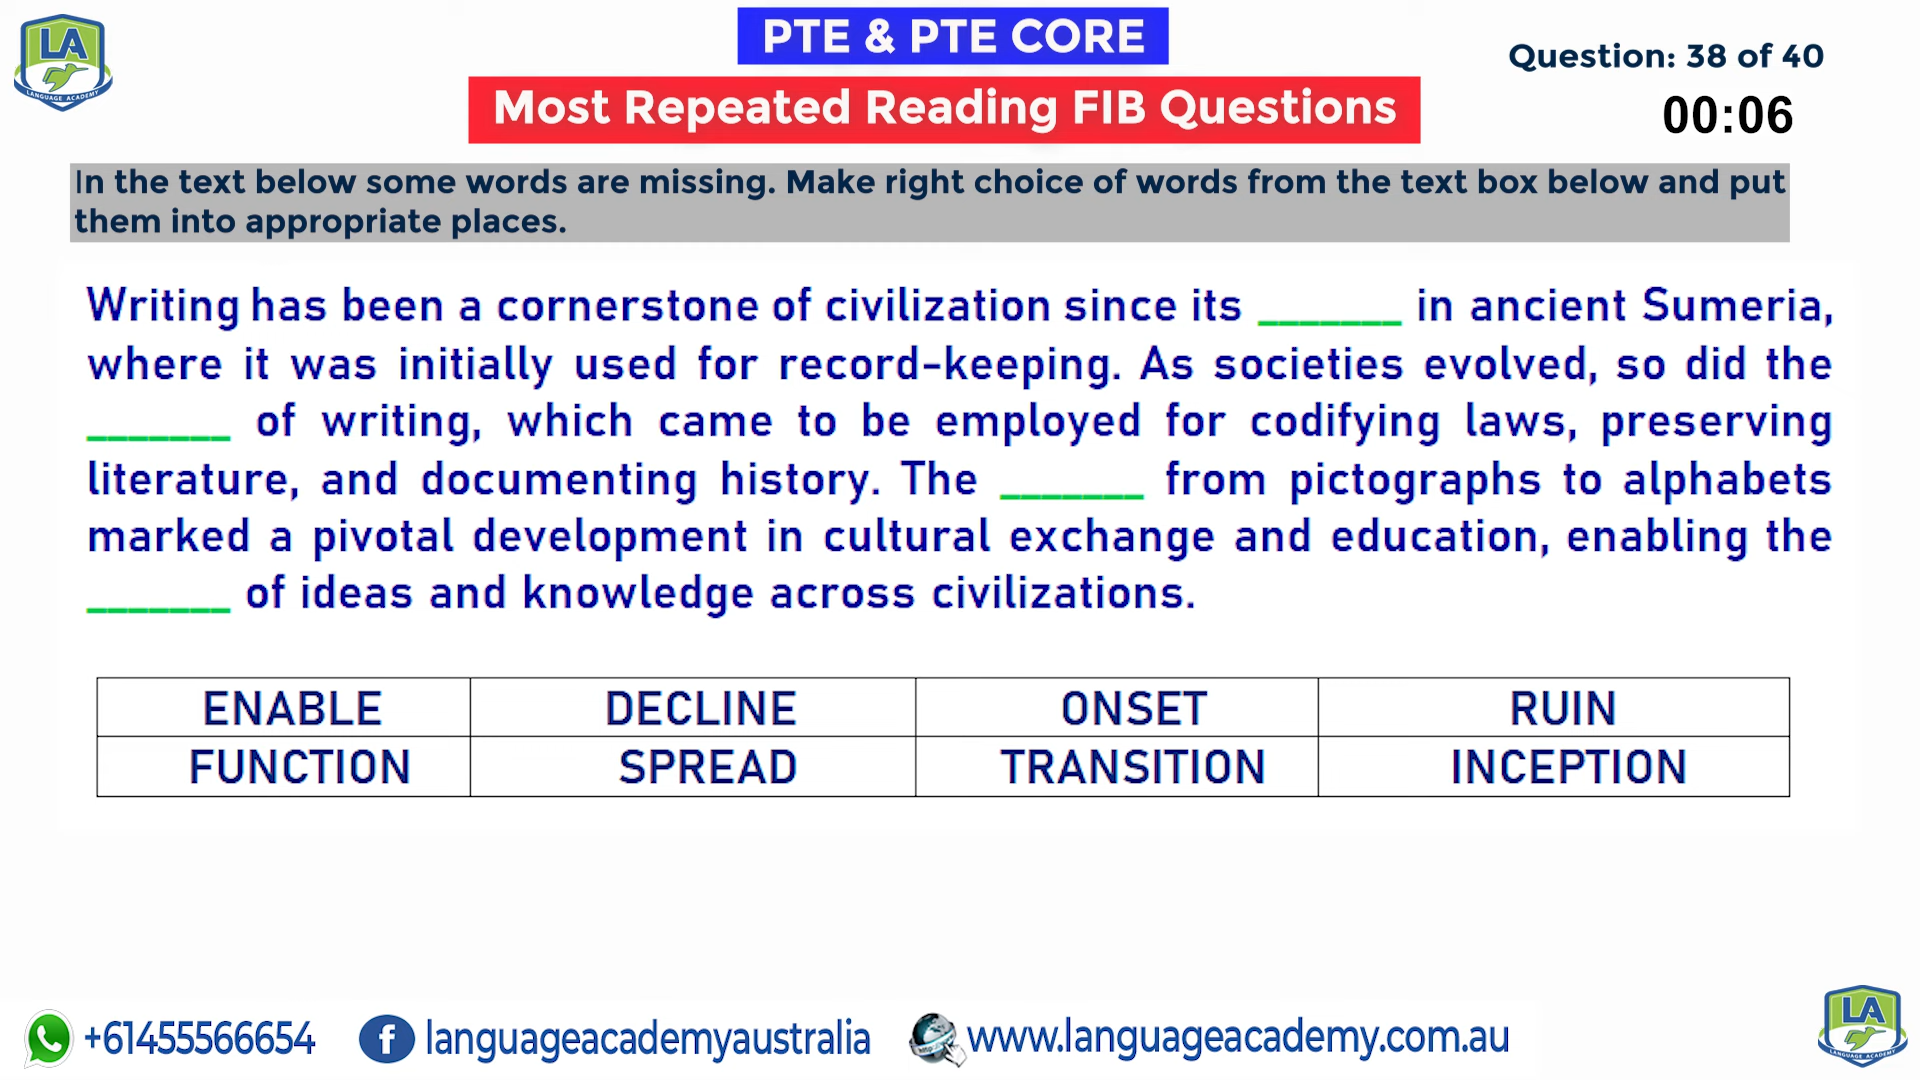 LA
LANGUAGE ACADEMY
PTE & PTE CORE
Question: 38 of 40
Most Repeated Reading FIB Questions
00:06
In the text below some words are missing. Make right choice of words from the text box below and put
them into appropriate places.
Writing has been a cornerstone of civilization since its _______ in ancient Sumeria,
where it was initially used for record-keeping. As societies evolved, so did the
_______ of writing, which came to be employed for codifying laws, preserving
literature, and documenting history. The _______ from pictographs to alphabets
marked a pivotal development in cultural exchange and education, enabling the
_______ of ideas and knowledge across civilizations.
ENABLE DECLINE ONSET RUIN
FUNCTION SPREAD TRANSITION INCEPTION
+61455566654 languageacademyaustralia www.languageacademy.com.au
LA
LANGUAGE ACADEMY